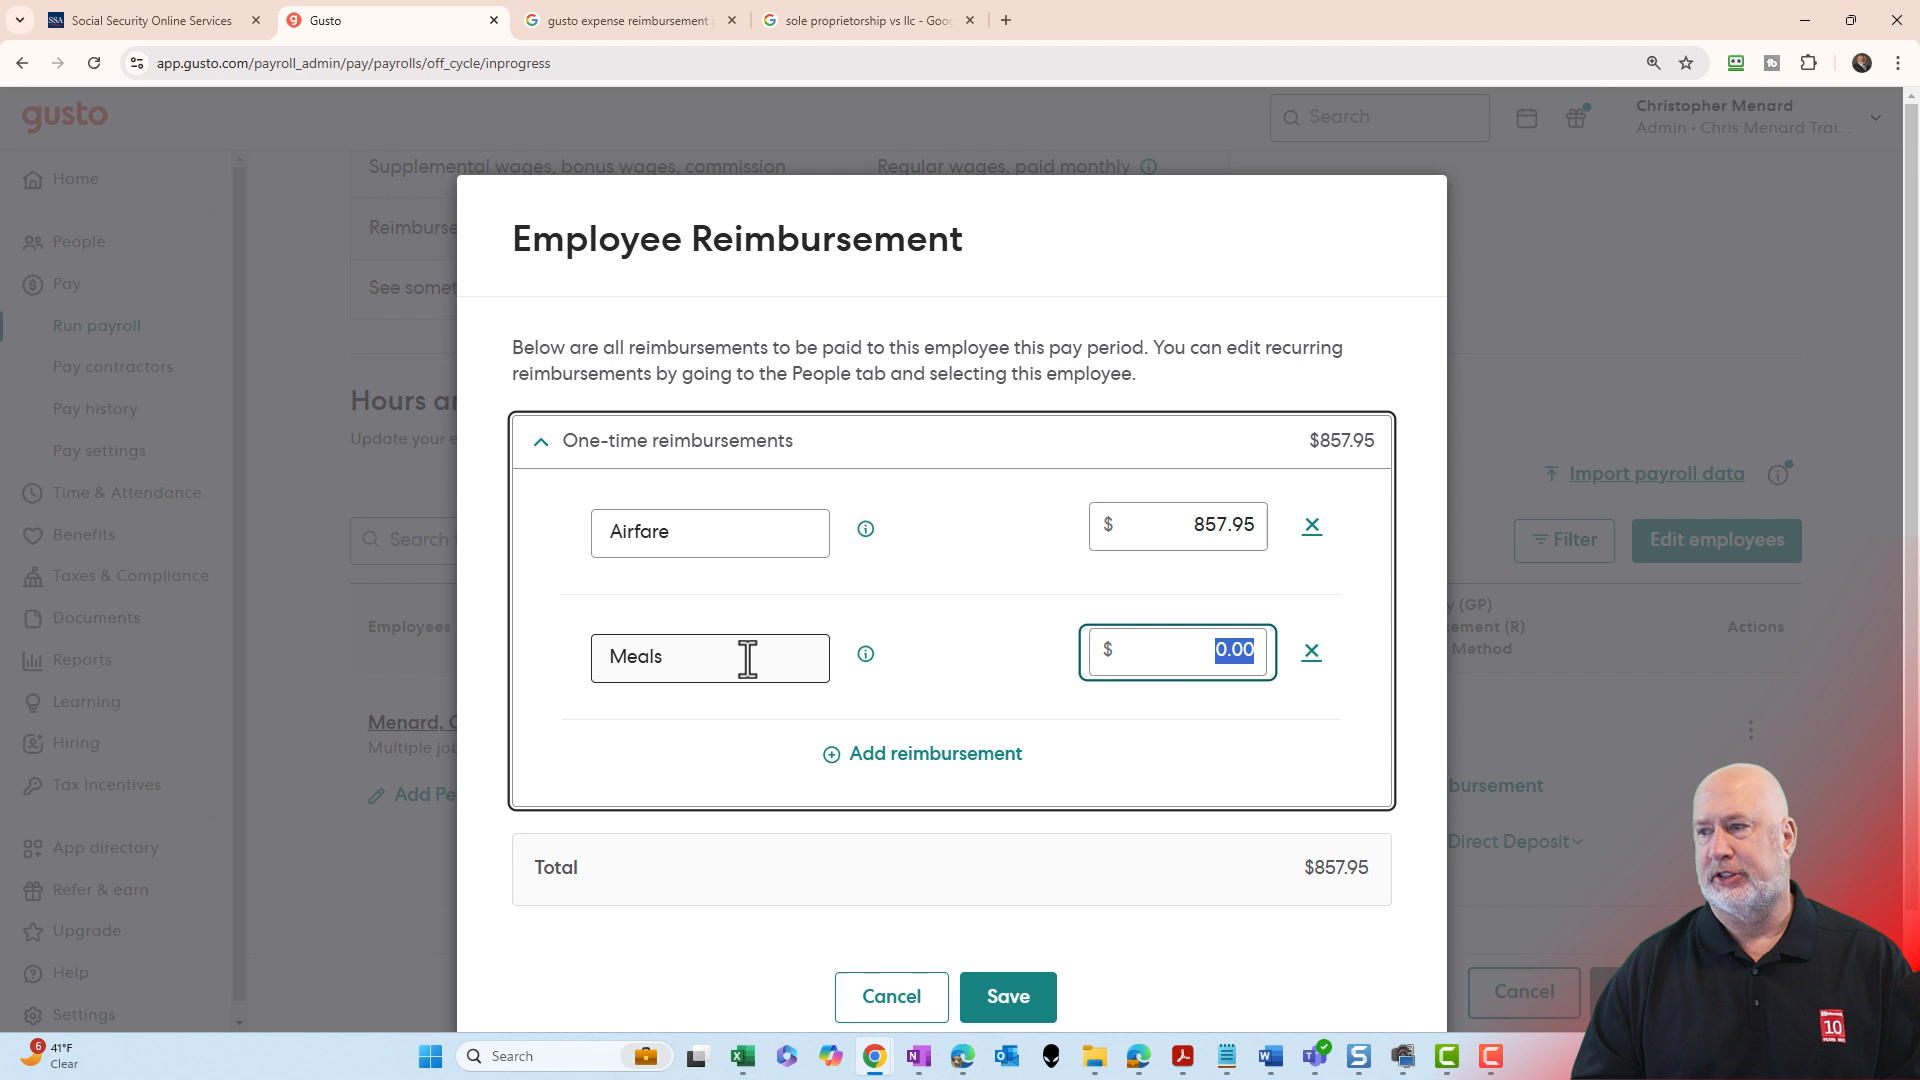 Social Security Online Services
Gusto
gusto expense reimbursement
sole proprietorship vs llc - Goo
app.gusto.com/payroll_admin/pay/payrolls/off_cycle/inprogress
gusto
Search
Christopher Menard
Admin • Chris Menard Trai...
Home
People
Pay
Run payroll
Pay contractors
Pay history
Pay settings
Time & Attendance
Benefits
Taxes & Compliance
Documents
Reports
Learning
Hiring
Tax Incentives
App directory
Refer & earn
Upgrade
Help
Settings
Supplemental wages, bonus wages, commission
Regular wages, paid monthly
Reimburse
See somet
Hours ar
Update your e
Search
Import payroll data
Filter
Edit employees
Employees
(GP)
ement (R)
Method
Actions
Menard, C
Multiple job
Add Pe
bursement
Direct Deposit
Cancel
Employee Reimbursement
Below are all reimbursements to be paid to this employee this pay period. You can edit recurring
reimbursements by going to the People tab and selecting this employee.
One-time reimbursements
$857.95
Airfare
$ 857.95
Meals
$ 0.00
Add reimbursement
Total
$857.95
Cancel
Save
10
6
41°F
Clear
Search